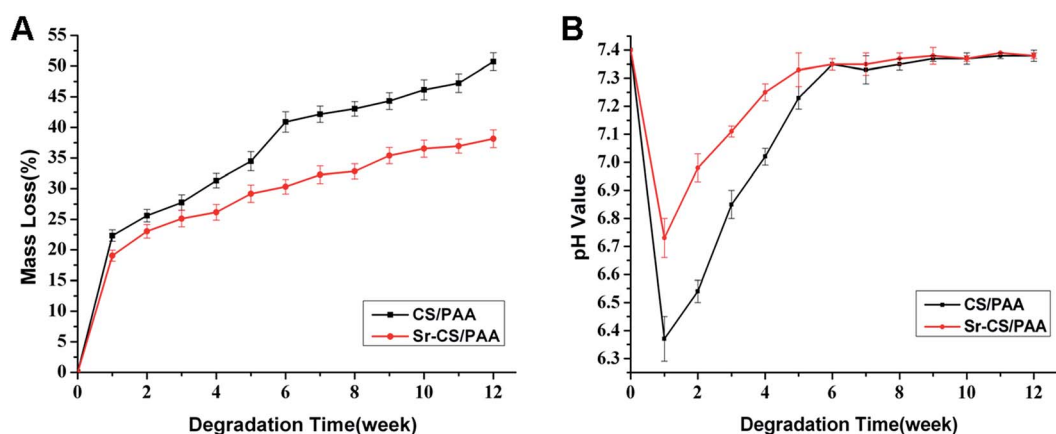 A
Mass Loss(%)
55
50
45
40
35
30
25
20
15
10
5
0
0 2 4 6 8 10 12
Degradation Time(week)
CS/PAA
Sr-CS/PAA
B
pH Value
7.4
7.3
7.2
7.1
7.0
6.9
6.8
6.7
6.6
6.5
6.4
6.3
0 2 4 6 8 10 12
Degradation Time(week)
CS/PAA
Sr-CS/PAA